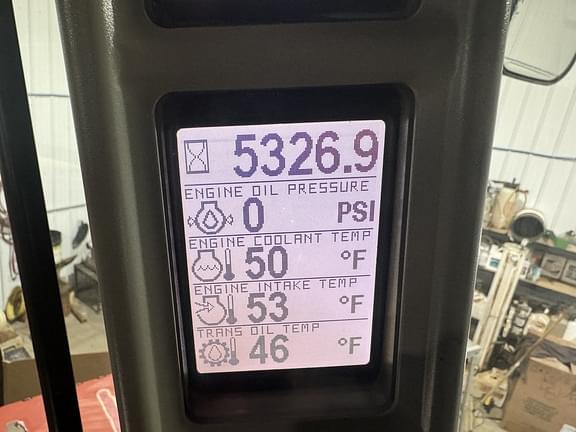 5326.9
ENGINE OIL PRESSURE
0 PSI
ENGINE COOLANT TEMP
50 °F
ENGINE INTAKE TEMP
53 °F
TRANS OIL TEMP
46 °F